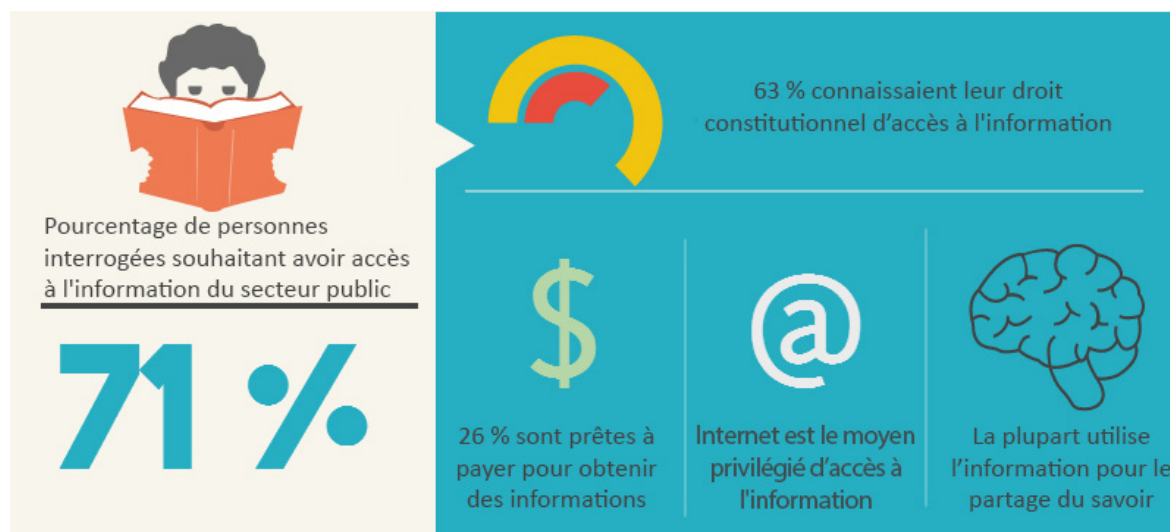 Pourcentage de personnes
interrogées souhaitant avoir accès
à l'information du secteur public
71 %
63 % connaissaient leur droit
constitutionnel d’accès à l'information
$
26 % sont prêtes à
payer pour obtenir
des informations
@
Internet est le moyen
privilégié d’accès à
l'information
La plupart utilise
l’information pour le
partage du savoir